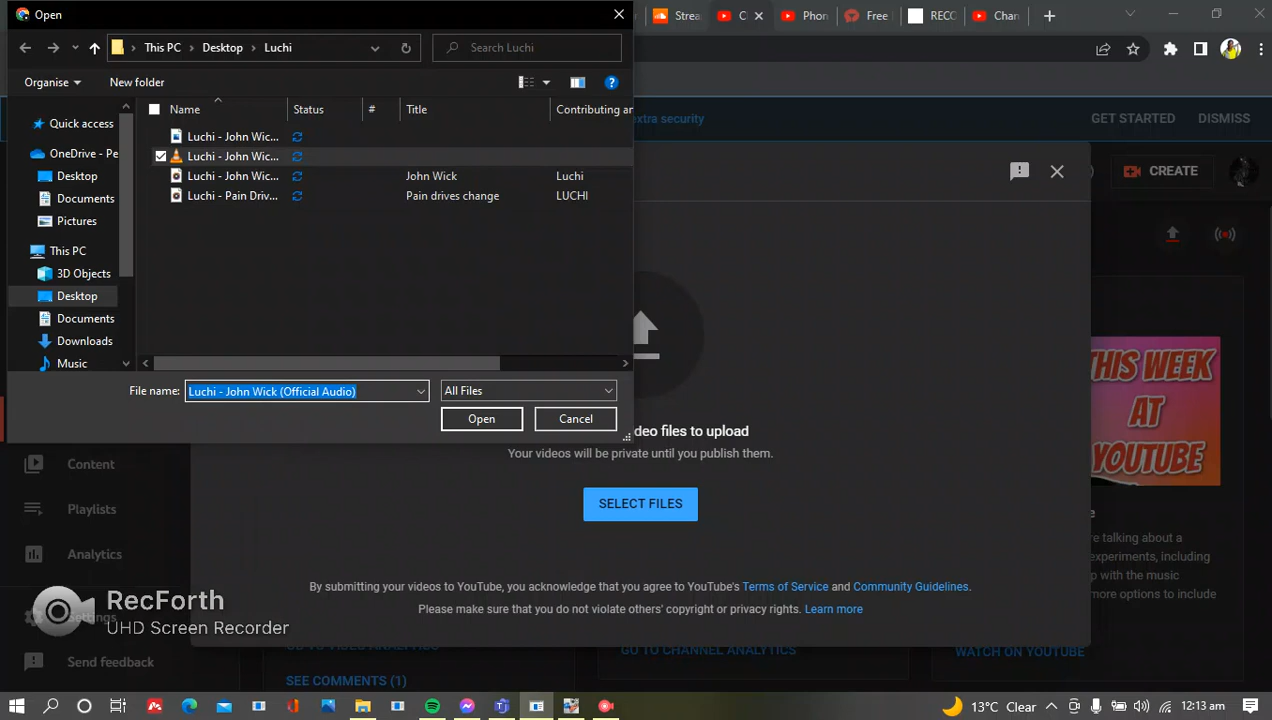 Open
Strea
C
Phon
Free
RECC
Chan
This PC > Desktop > Luchi
Search Luchi
Organise
New folder
extra security
GET STARTED
DISMISS
Name
Status
#
Title
Contributing ar
Quick access
OneDrive - Pe
Desktop
Documents
Pictures
This PC
3D Objects
Desktop
Documents
Downloads
Music
Luchi - John Wic...
Luchi - John Wic...
Luchi - John Wic...
John Wick
Luchi
Luchi - Pain Driv...
Pain drives change
LUCHI
CREATE
File name:
Luchi - John Wick (Official Audio)
All Files
Open
Cancel
deo files to upload
Your videos will be private until you publish them.
SELECT FILES
THIS WEEK
AT
YOUTUBE
Content
Playlists
Analytics
Settings
Send feedback
e
re talking about a
experiments, including
p with the music
ore options to include
By submitting your videos to YouTube, you acknowledge that you agree to YouTube's Terms of Service and Community Guidelines.
Please make sure that you do not violate others' copyright or privacy rights. Learn more
RecForth
UHD Screen Recorder
GO TO VIDEO ANALYTICS
SEE COMMENTS (1)
GO TO CHANNEL ANALYTICS
WATCH ON YOUTUBE
13°C Clear
12:13 am